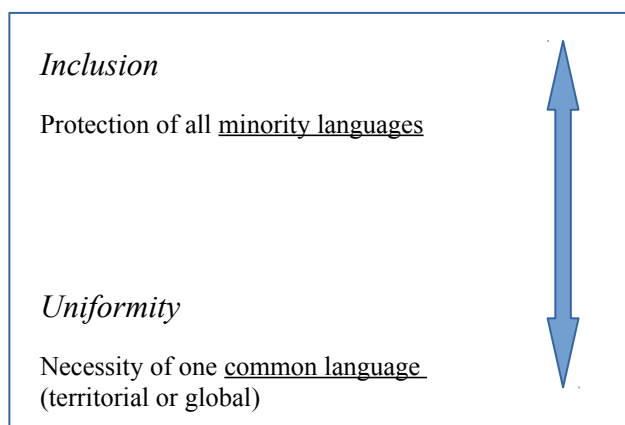 Inclusion
Protection of all minority languages
Uniformity
Necessity of one common language
(territorial or global)